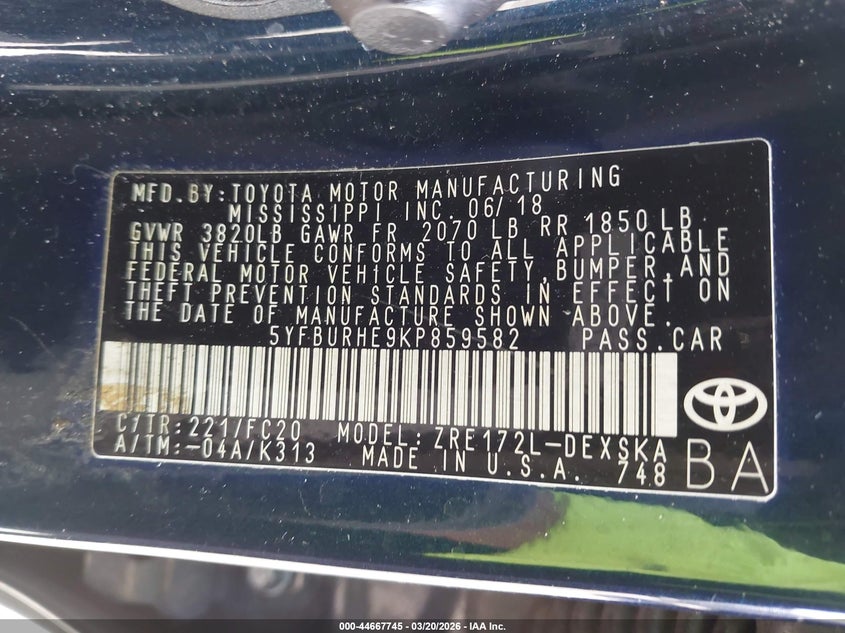 MFD.BY:TOYOTA MOTOR MANUFACTURING
MISSISSIPPI INC. 06/18
GVWR 3820LB GAWR FR 2070 LB RR 1850LB
THIS VEHICLE CONFORMS TO ALL APPLICABLE
FEDERAL MOTOR VEHICLE SAFETY,BUMPER,AND
THEFT PREVENTION STANDARDS IN EFFECT ON
THE DATE OF MANUFACTURE SHOWN ABOVE.
5YFBURHE9KP859582 PASS.CAR
C/TR:221/FC20 MODEL: ZRE172L-DEXSKA
A/TM:-04A/K313 MADE IN U.S.A. 748
BA
000-44667745 - 03/20/2026 - IAA Inc.